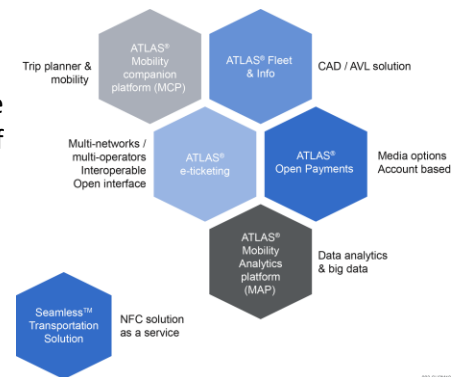 ATLAS®
Mobility
companion
platform (MCP)
ATLAS® Fleet
& Info
Trip planner &
mobility
CAD / AVL solution
e
f
Multi-networks /
multi-operators
Interoperable
Open interface
ATLAS®
e-ticketing
ATLAS®
Open Payments
Media options
Account based
ATLAS®
Mobility
Analytics
platform
(MAP)
Data analytics
& big data
Seamless™
Transportation
Solution
NFC solution
as a service